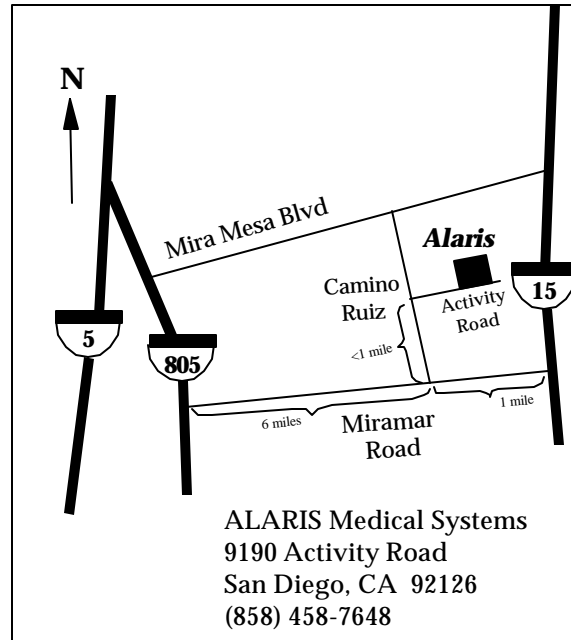 N
Mira Mesa Blvd
Alaris
Camino
Ruiz
Activity
Road
15
5
805
<1 mile
6 miles
Miramar
Road
1 mile
ALARIS Medical Systems
9190 Activity Road
San Diego, CA  92126
(858) 458-7648